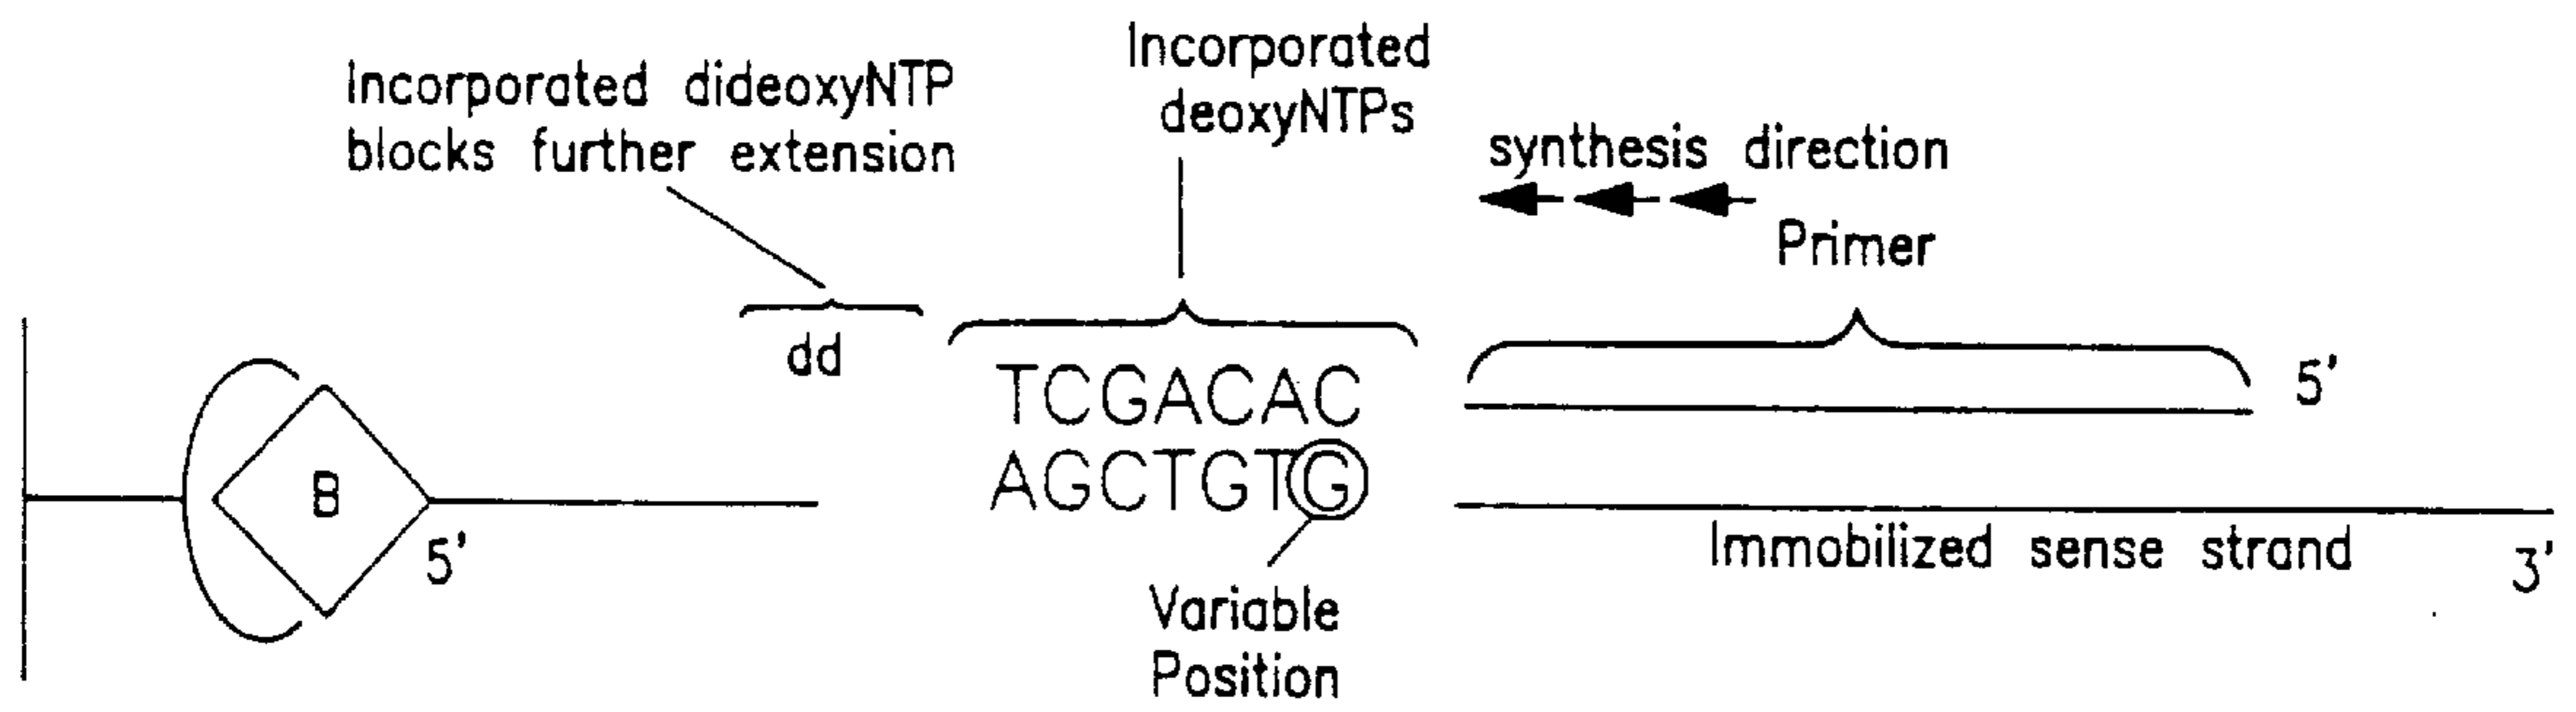 Incorporated dideoxyNTP
blocks further extension
Incorporated
deoxyNTPs
synthesis direction
Primer
dd
5'
TCGACAC
AGCTGTG
B
5'
Immobilized sense strand
3'
Variable
Position